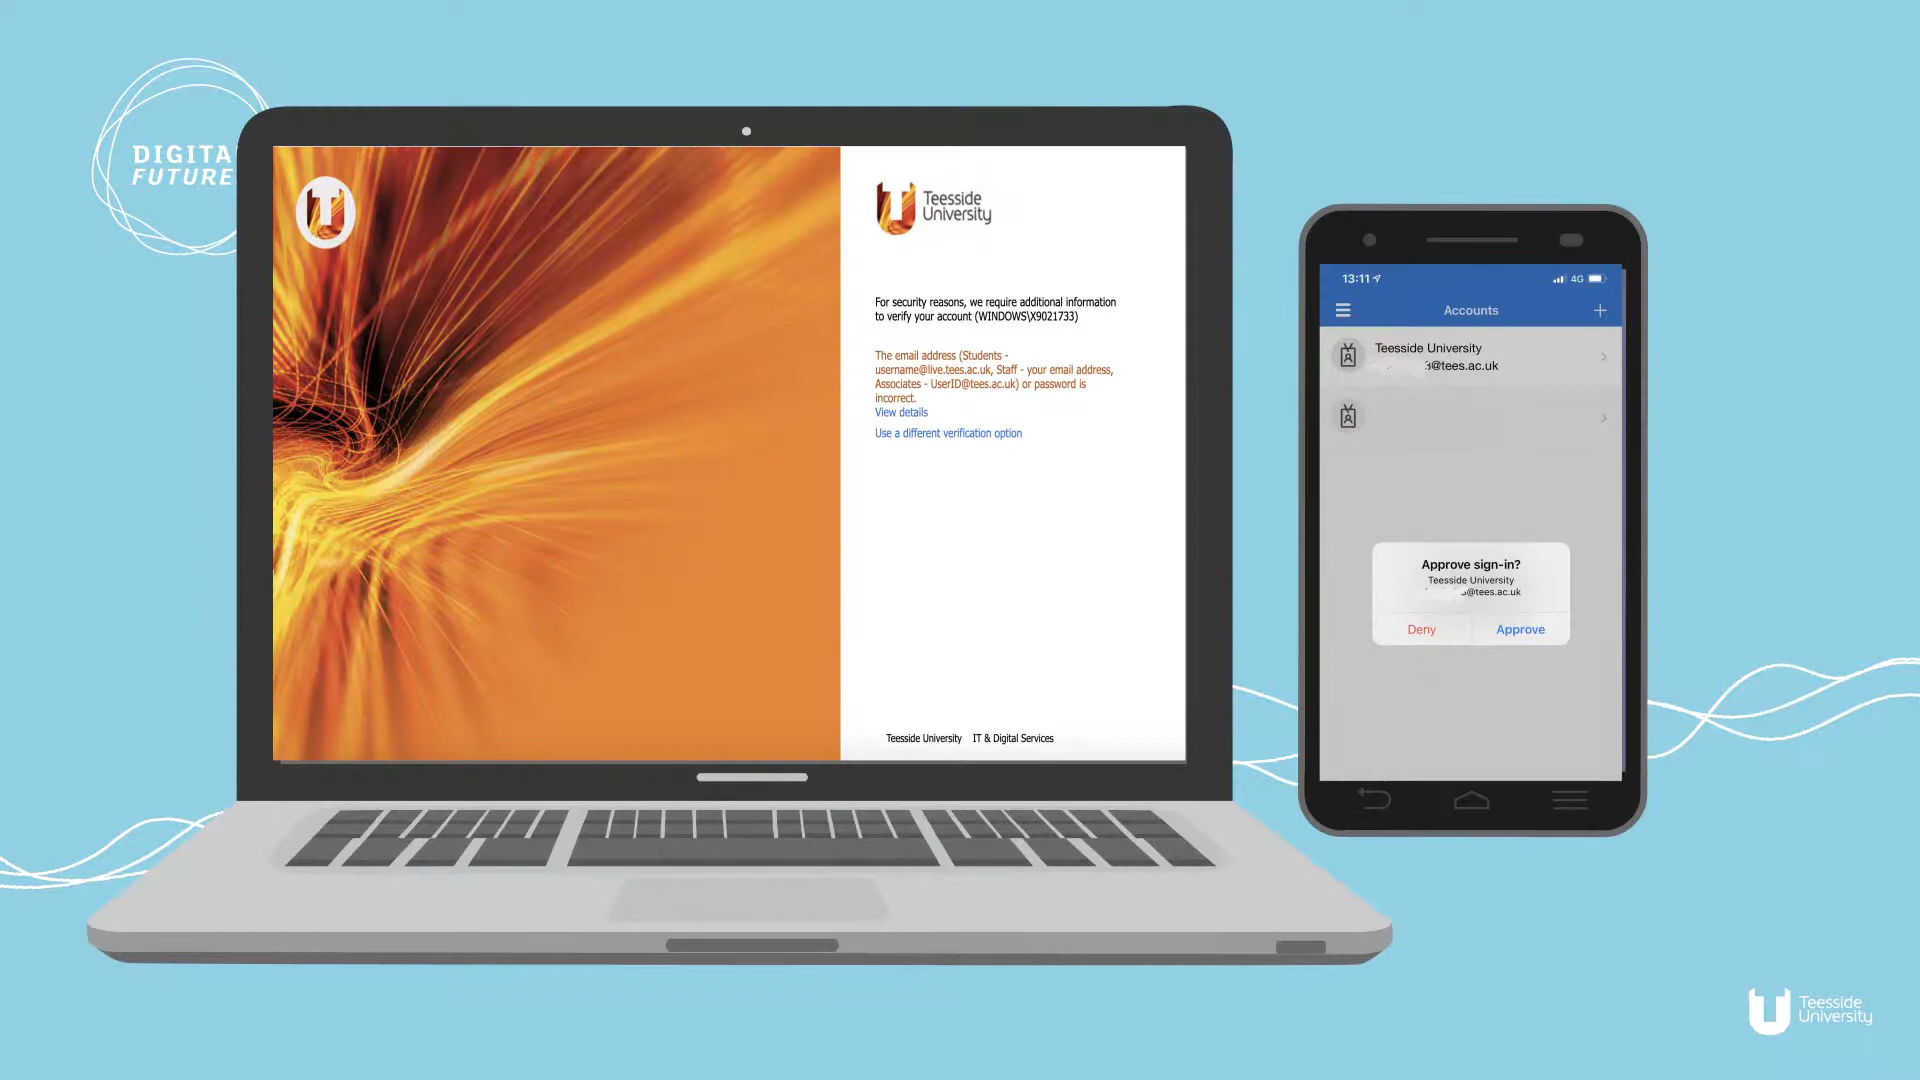 DIGITA
FUTURE
Teesside
University
For security reasons, we require additional information
to verify your account (WINDOWS\X9021733)
The email address (Students -
username@live.tees.ac.uk, Staff - your email address,
Associates - UserID@tees.ac.uk) or password is
incorrect.
View details
Use a different verification option
Teesside University IT & Digital Services
13:11 4G
Accounts
Teesside University
@tees.ac.uk
Approve sign-in?
Teesside University
@tees.ac.uk
Deny Approve
Teesside
University